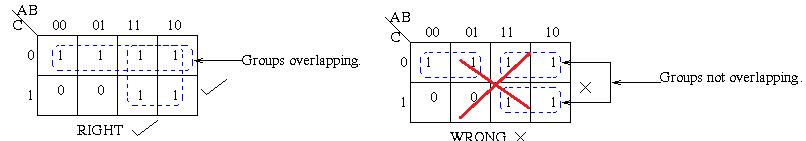 AB
C
00 01 11 10
0 1 1 1 1
1 0 0 1 1
Groups overlapping.
RIGHT
AB
C
00 01 11 10
0 1 1 1 1
1 0 0 1 1
Groups not overlapping.
WRONG